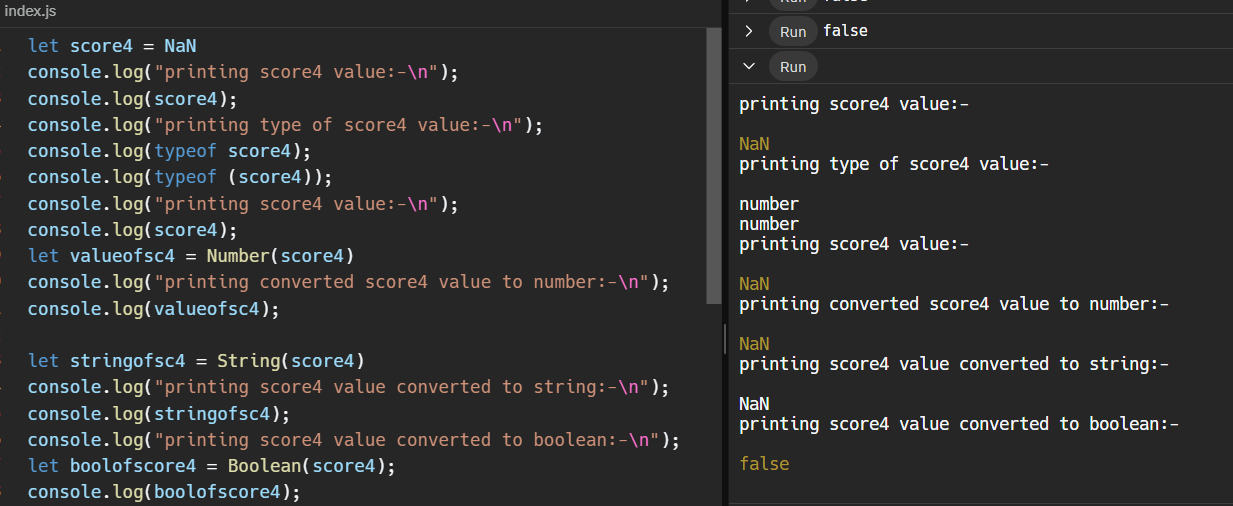 index.js
let score4 = NaN
console.log("printing score4 value:-\n");
console.log(score4);
console.log("printing type of score4 value:-\n");
console.log(typeof score4);
console.log(typeof (score4));
console.log("printing score4 value:-\n");
console.log(score4);
let valueofsc4 = Number(score4)
console.log("printing converted score4 value to number:-\n");
console.log(valueofsc4);
let stringofsc4 = String(score4)
console.log("printing score4 value converted to string:-\n");
console.log(stringofsc4);
console.log("printing score4 value converted to boolean:-\n");
let boolofscore4 = Boolean(score4);
console.log(boolofscore4);
Run false
Run false
Run
printing score4 value:-
NaN
printing type of score4 value:-
number
number
printing score4 value:-
NaN
printing converted score4 value to number:-
NaN
printing score4 value converted to string:-
NaN
printing score4 value converted to boolean:-
false